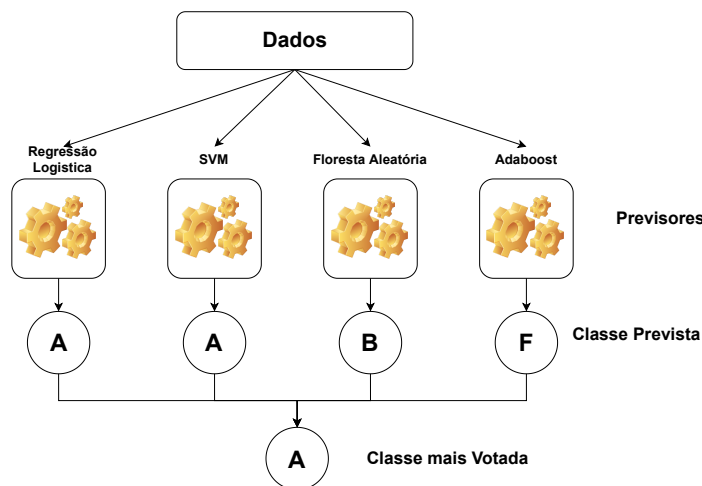 Dados
Regressão
Logistica
SVM
Floresta Aleatória
Adaboost
Previsores
A
A
B
F
Classe Prevista
A
Classe mais Votada